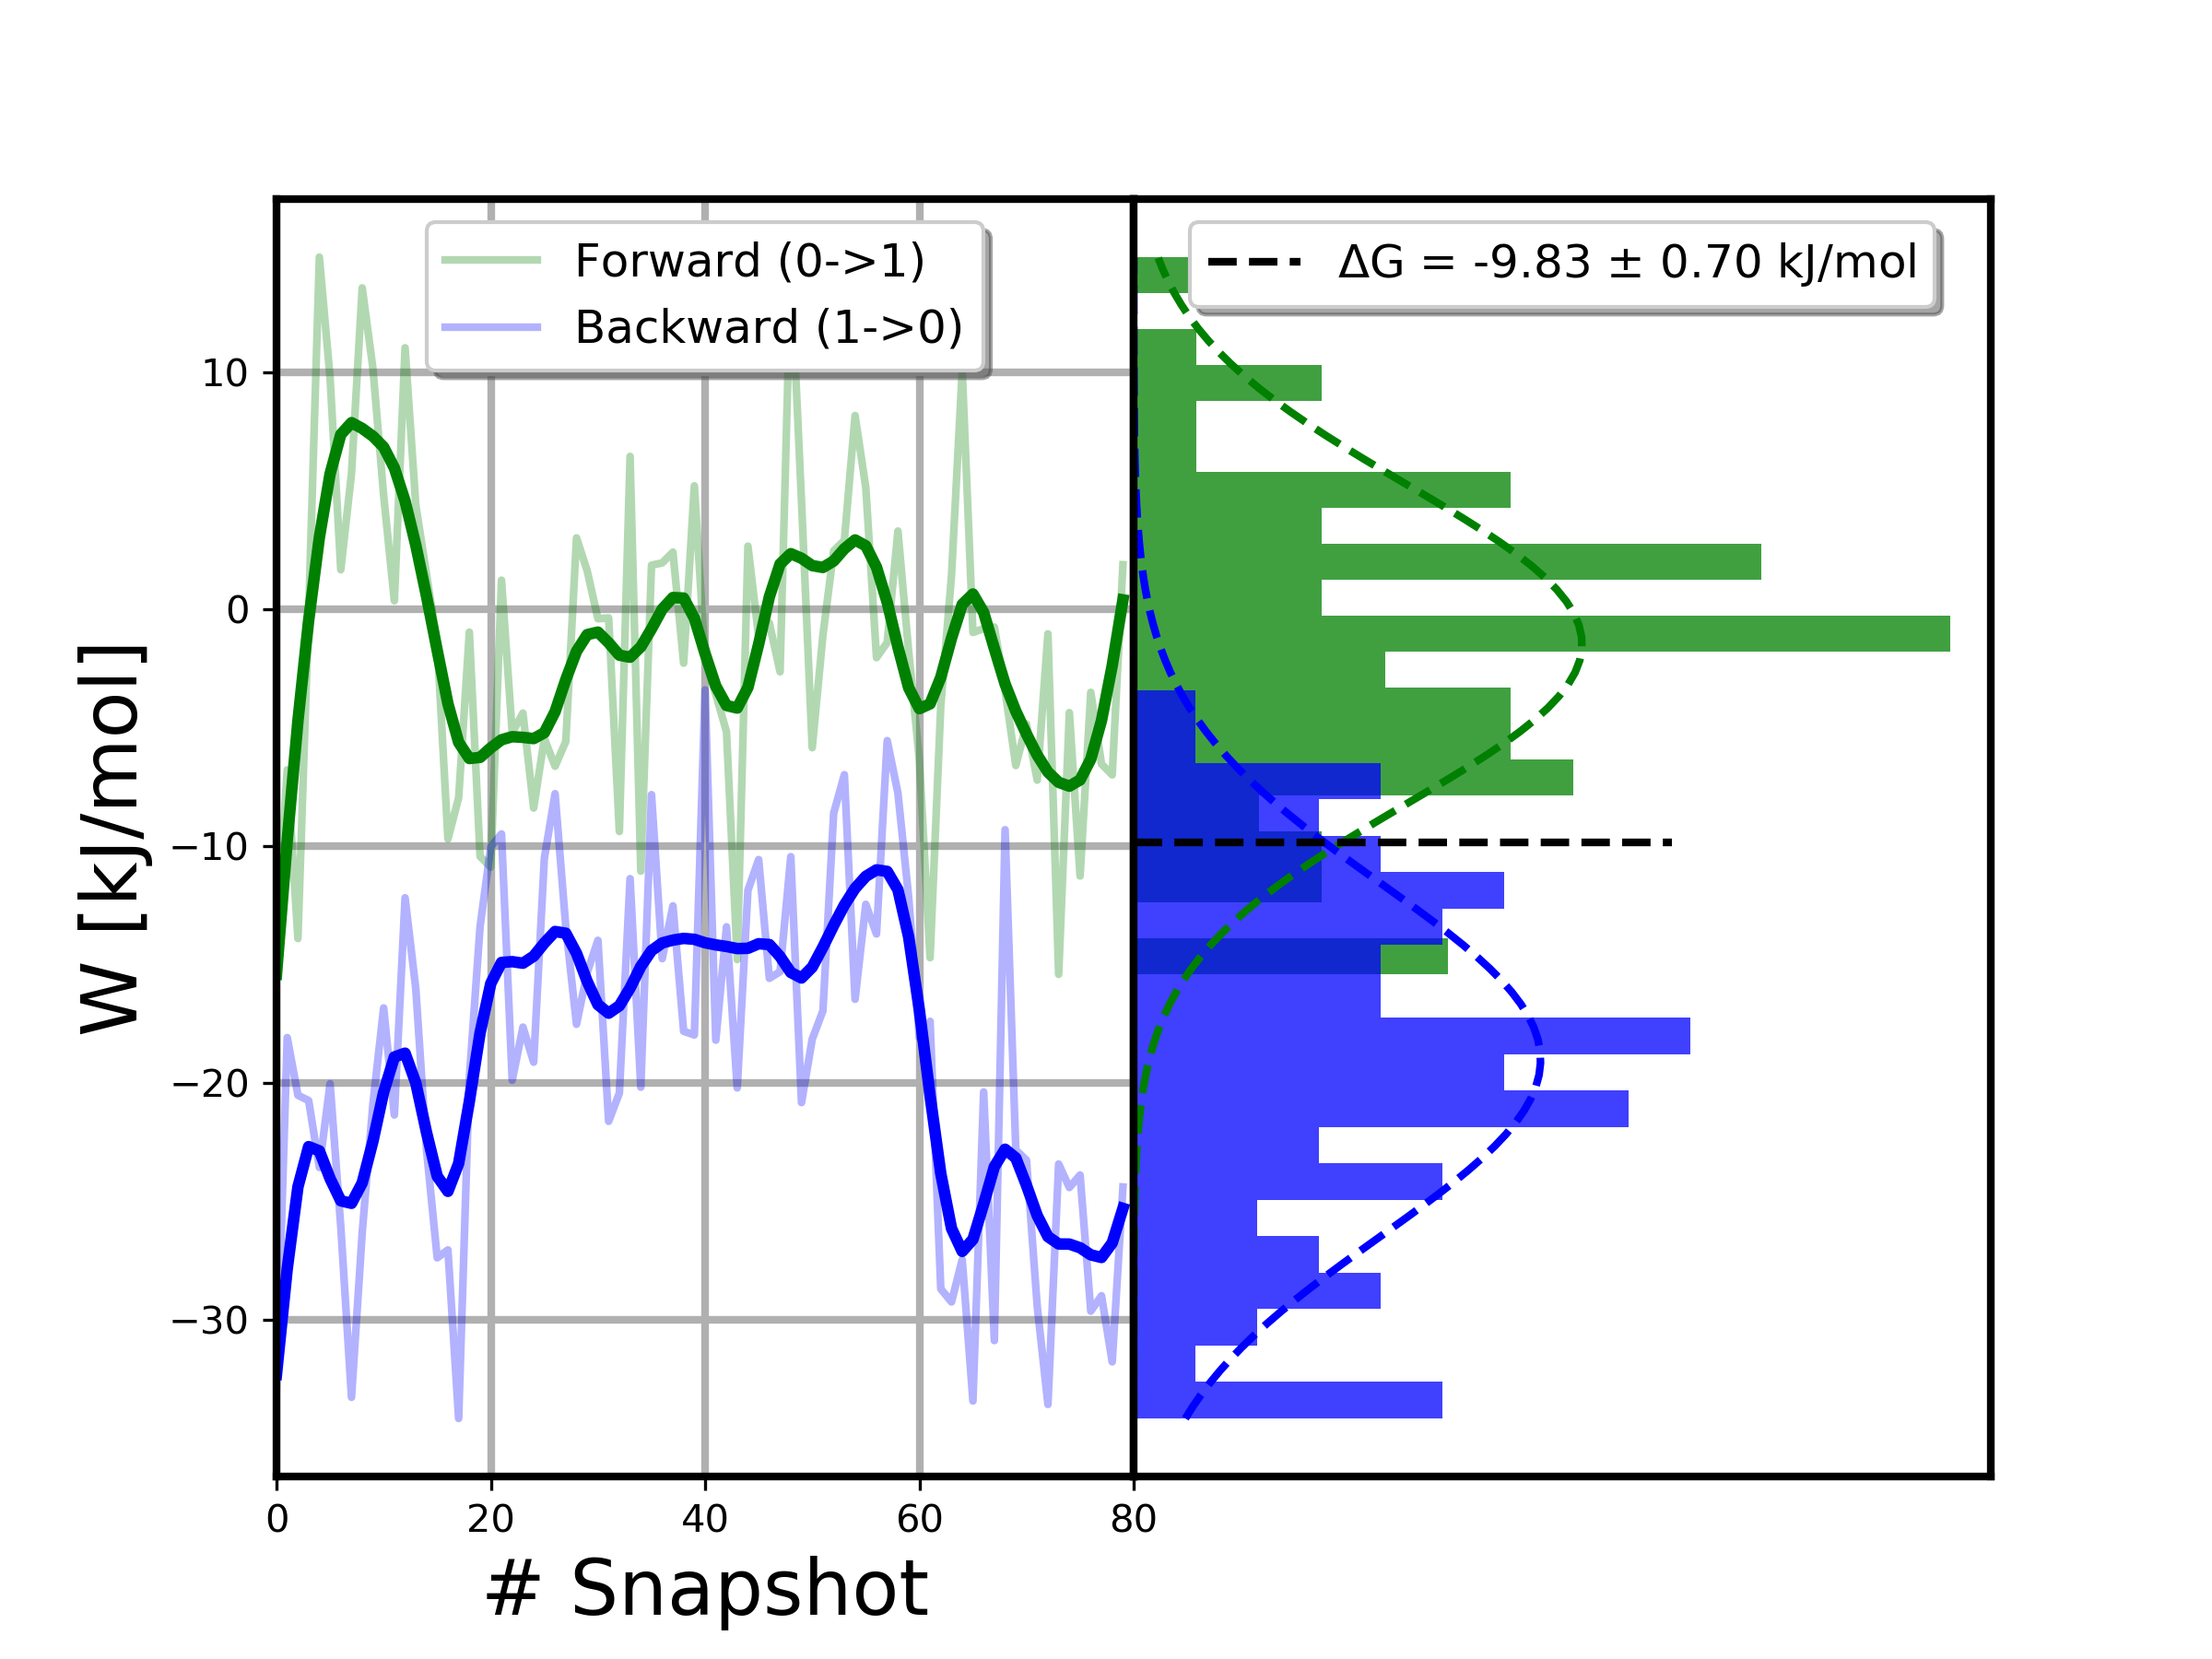 Forward (0->1)
Backward (1->0)
ΔG = -9.83 ± 0.70 kJ/mol
10
0
−10
−20
−30
W [kJ/mol]
0 20 40 60 80
# Snapshot